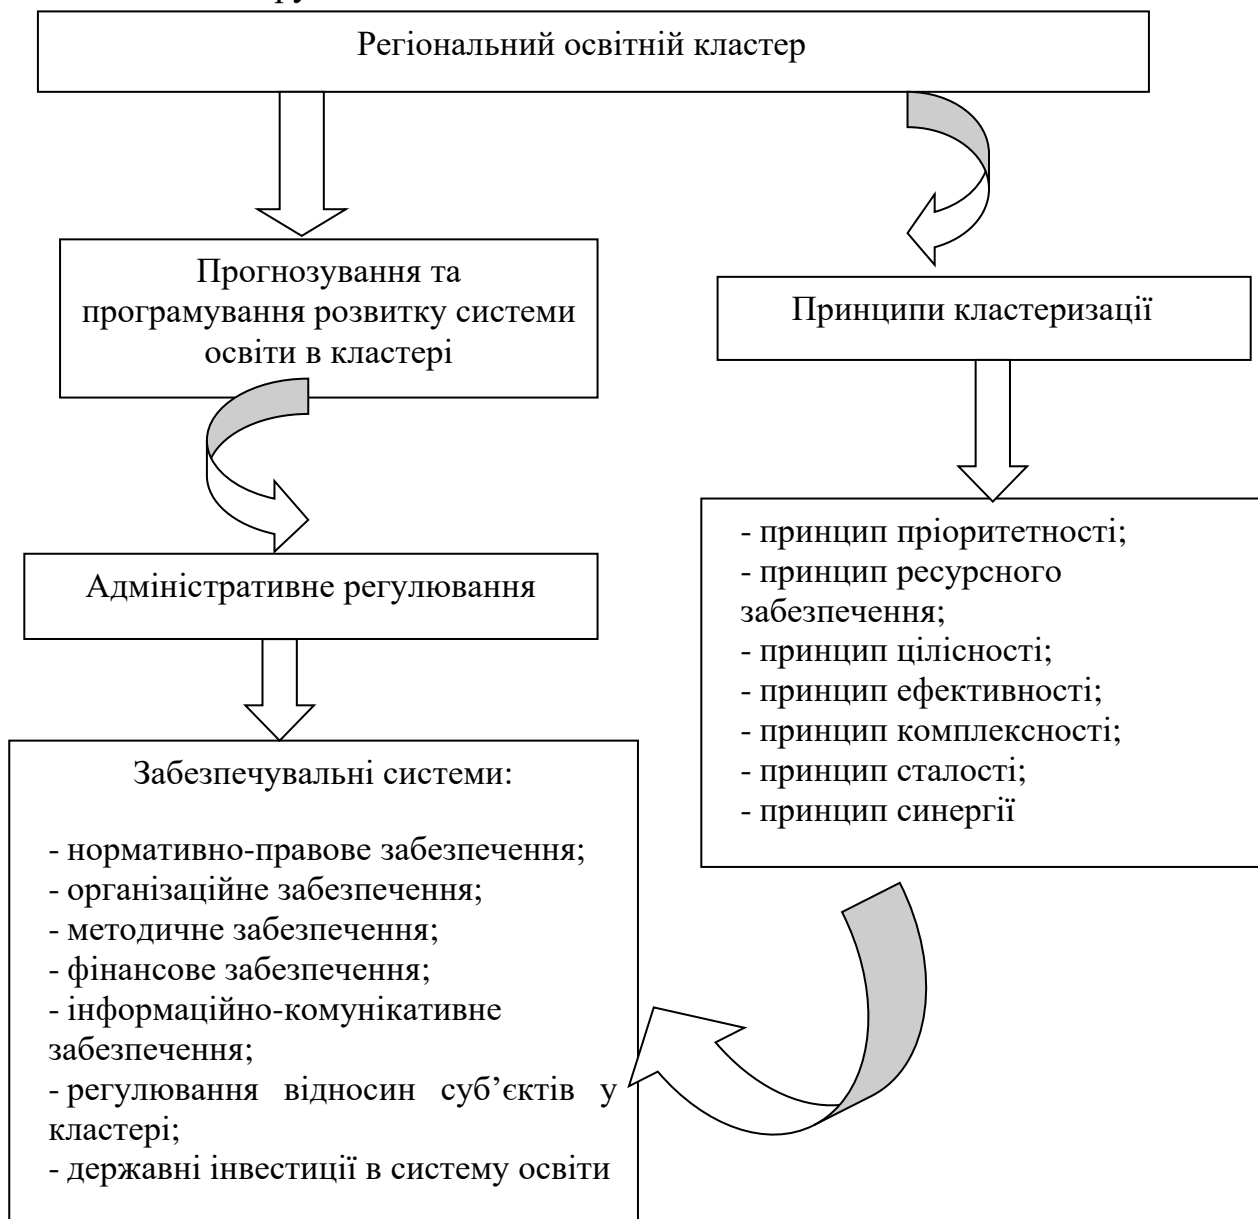 Регіональний освітній кластер
Прогнозування та
програмування розвитку системи
освіти в кластері
Принципи кластеризації
Адміністративне регулювання
- принцип пріоритетності;
- принцип ресурсного
забезпечення;
- принцип цілісності;
- принцип ефективності;
- принцип комплексності;
- принцип сталості;
- принцип синергії
Забезпечувальні системи:
- нормативно-правове забезпечення;
- організаційне забезпечення;
- методичне забезпечення;
- фінансове забезпечення;
- інформаційно-комунікативне
забезпечення;
- регулювання відносин суб’єктів у
кластері;
- державні інвестиції в систему освіти